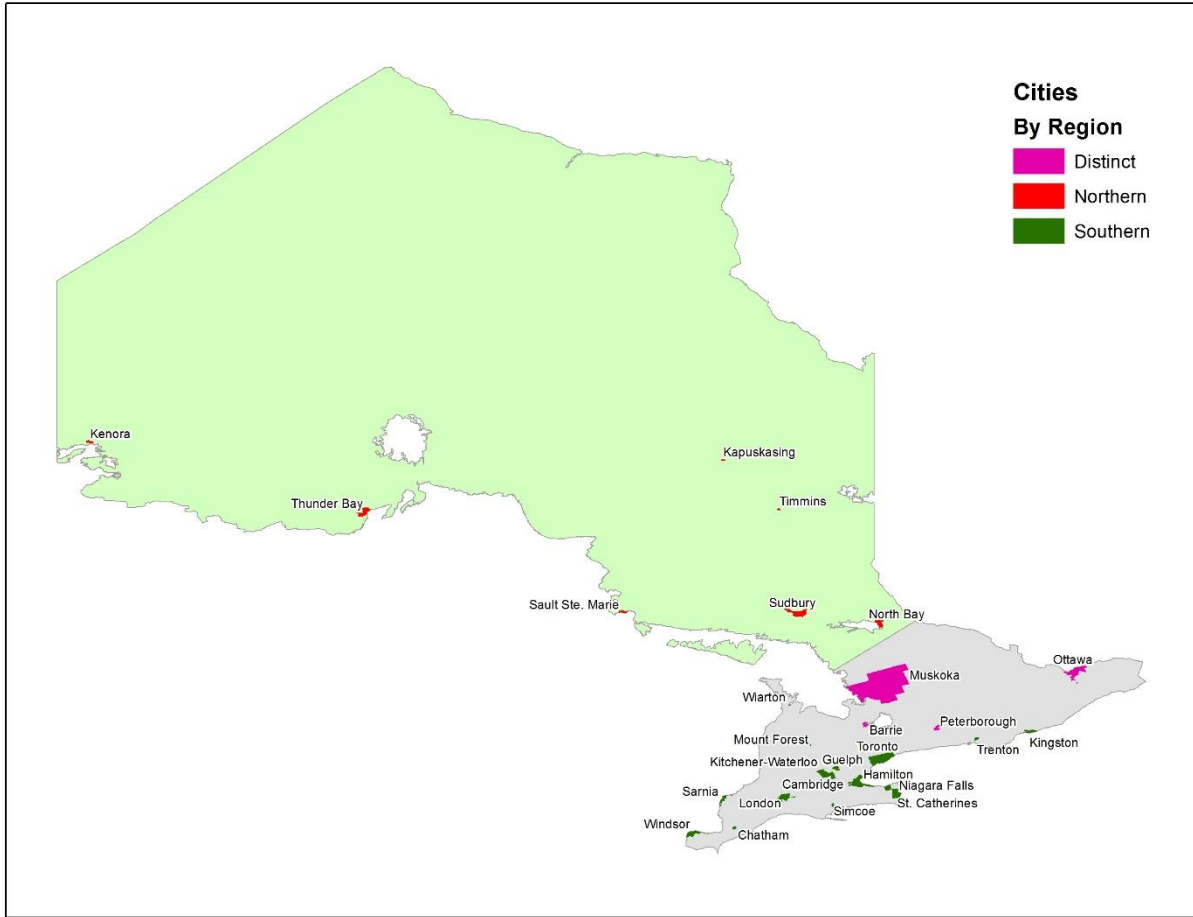 Cities
By Region
Distinct
Northern
Southern
Kenora
Kapuskasing
Thunder Bay
Timmins
Sault Ste. Marie
Sudbury
North Bay
Ottawa
Muskoka
Wiarton
Peterborough
Barrie
Mount Forest
Toronto
Trenton
Kingston
Kitchener-Waterloo
Guelph
Hamilton
Cambridge
Niagara Falls
Sarnia
London
St. Catherines
Simcoe
Windsor
Chatham